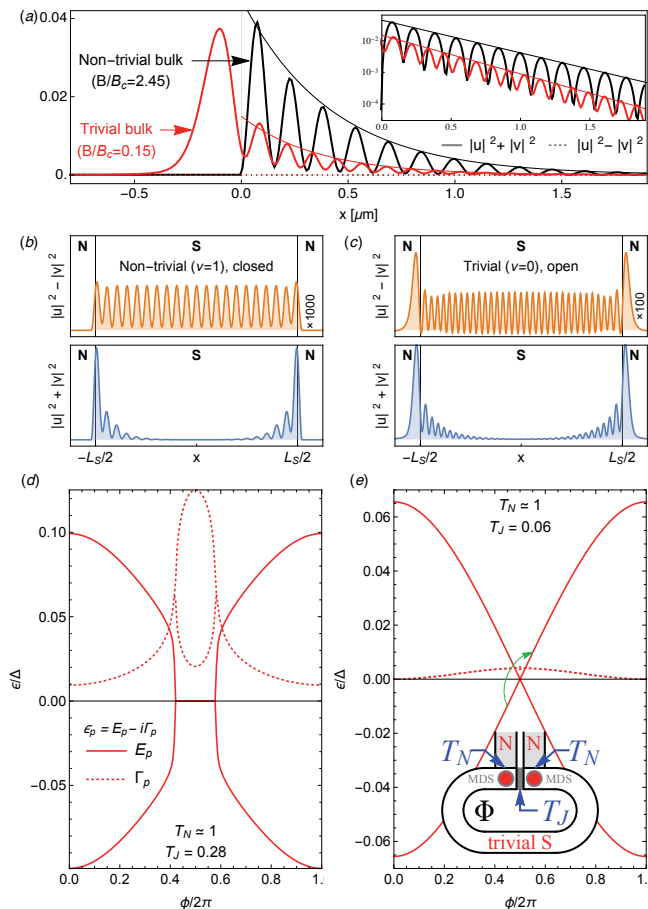 (a)
0.04
0.02
0.
Non-trivial bulk
(B/Bc=2.45)
Trivial bulk
(B/Bc=0.15)
10⁻²
10⁻⁴
0.0 0.5 1.0 1.5
|u|²+|v|² |u|²−|v|²
−0.5 0.0 0.5 1.0 1.5
x [μm]
(b)
N S N
|u|²−|v|²
Non-trivial (ν=1), closed
×1000
N S N
|u|²+|v|²
−L_S/2 x L_S/2
(c)
N S N
|u|²−|v|²
Trivial (ν=0), open
×100
N S N
|u|²+|v|²
−L_S/2 x L_S/2
(d)
0.10
0.05
0.00
−0.05
ϵ/Δ
ϵ_p = E_p − iΓ_p
E_p
Γ_p
T_N ≃ 1
T_J = 0.28
0.0 0.2 0.4 0.6 0.8 1.0
ϕ/2π
(e)
T_N ≃ 1
T_J = 0.06
0.06
0.04
0.02
0.00
−0.02
−0.04
−0.06
ϵ/Δ
N N
T_N T_N
MDS MDS
Φ T_J
trivial S
0.0 0.2 0.4 0.6 0.8 1.0
ϕ/2π